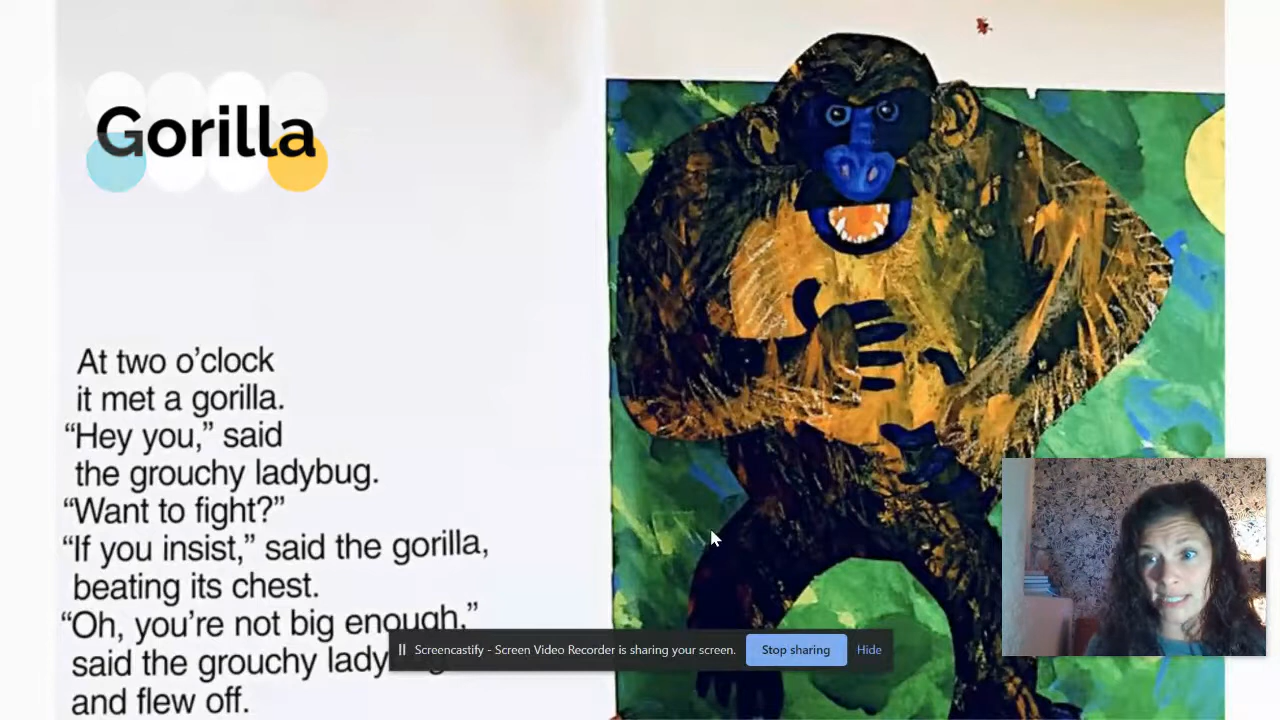 Gorilla
At two o'clock
it met a gorilla.
“Hey you,” said
the grouchy ladybug.
“Want to fight?”
“If you insist,” said the gorilla,
beating its chest.
“Oh, you're not big enough,”
said the grouchy
and flew off.
Screencastify - Screen Video Recorder is sharing your screen.
Stop sharing
Hide